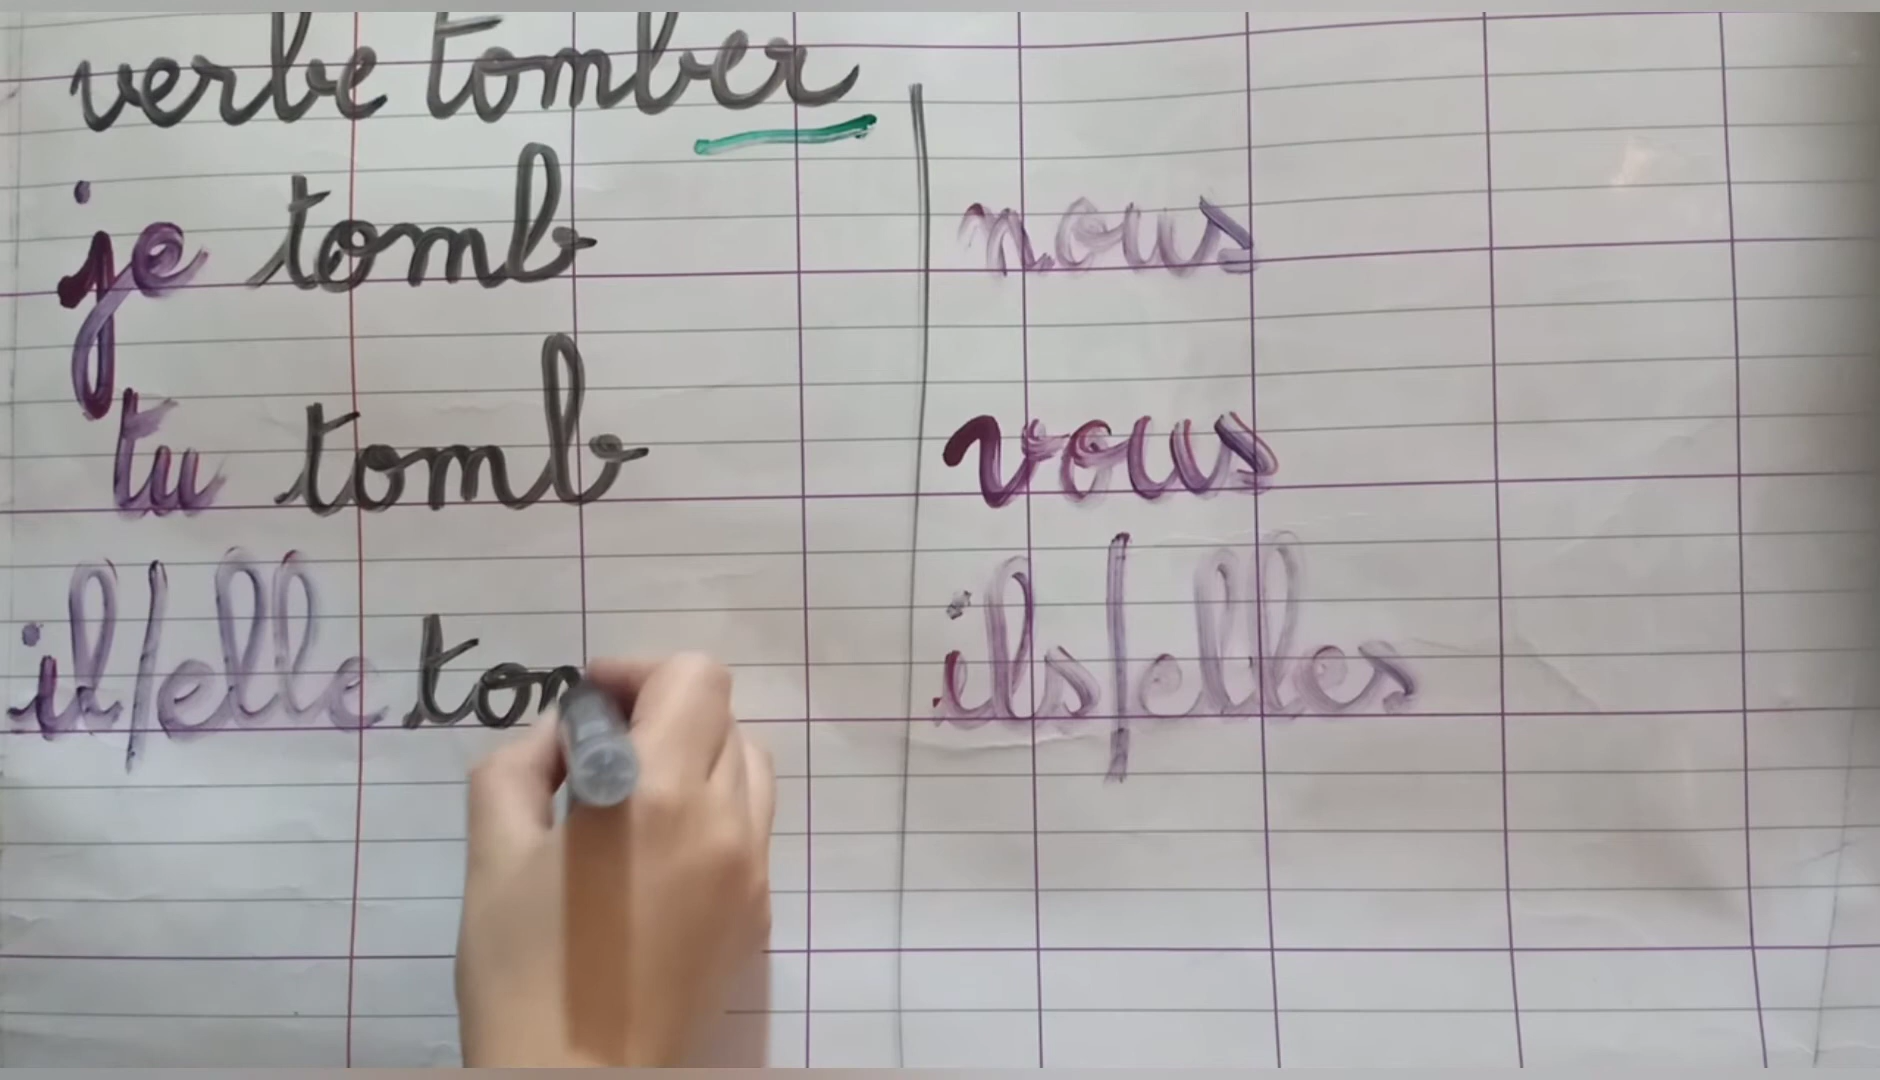 verbe tomber
je tomb
tu tomb
il/elle tom
nous
vous
ils/elles